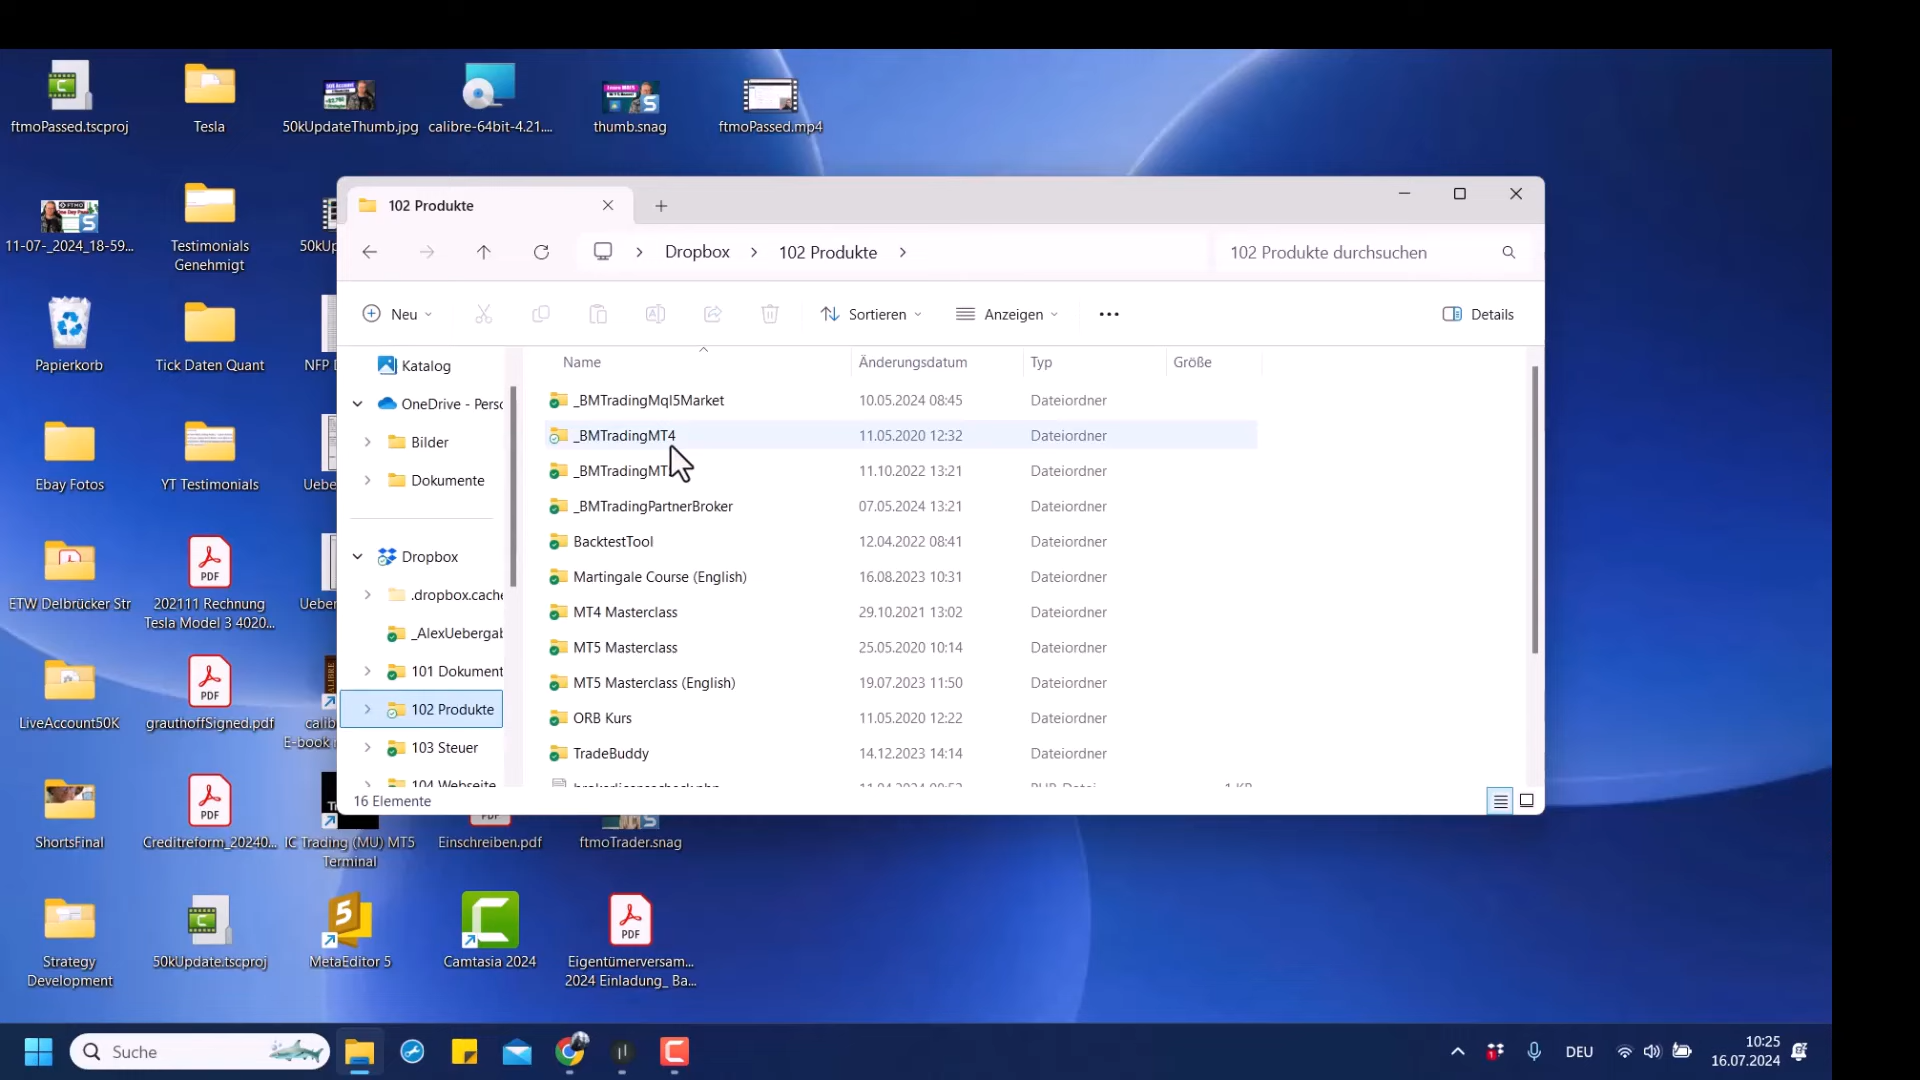 ftmoPassed.tscproj
Tesla
50kUpdateThumb.jpg
calibre-64bit-4.21....
thumb.snag
ftmoPassed.mp4
11-07-_2024_18-59...
Testimonials
Genehmigt
Papierkorb
Tick Daten Quant
Ebay Fotos
YT Testimonials
ETW Delbrücker Str
202111 Rechnung
Tesla Model 3 4020...
LiveAccount50K
grauthoffSigned.pdf
ShortsFinal
Creditreform_20240...
IC Trading (MU) MT5
Terminal
Einschreiben.pdf
ftmoTrader.snag
Strategy
Development
50kUpdate.tscproj
MetaEditor 5
Camtasia 2024
Eigentümerversam...
2024 Einladung_ Ba...
102 Produkte
Dropbox
102 Produkte
102 Produkte durchsuchen
Neu
Sortieren
Anzeigen
Details
Katalog
OneDrive - Perso
Bilder
Dokumente
Dropbox
.dropbox.cache
_AlexUebergab
101 Dokument
102 Produkte
103 Steuer
104 Webseite
Name Änderungsdatum Typ Größe
_BMTradingMql5Market 10.05.2024 08:45 Dateiordner
_BMTradingMT4 11.05.2020 12:32 Dateiordner
_BMTradingMT 11.10.2022 13:21 Dateiordner
_BMTradingPartnerBroker 07.05.2024 13:21 Dateiordner
BacktestTool 12.04.2022 08:41 Dateiordner
Martingale Course (English) 16.08.2023 10:31 Dateiordner
MT4 Masterclass 29.10.2021 13:02 Dateiordner
MT5 Masterclass 25.05.2020 10:14 Dateiordner
MT5 Masterclass (English) 19.07.2023 11:50 Dateiordner
ORB Kurs 11.05.2020 12:22 Dateiordner
TradeBuddy 14.12.2023 14:14 Dateiordner
16 Elemente
Suche
DEU
10:25
16.07.2024